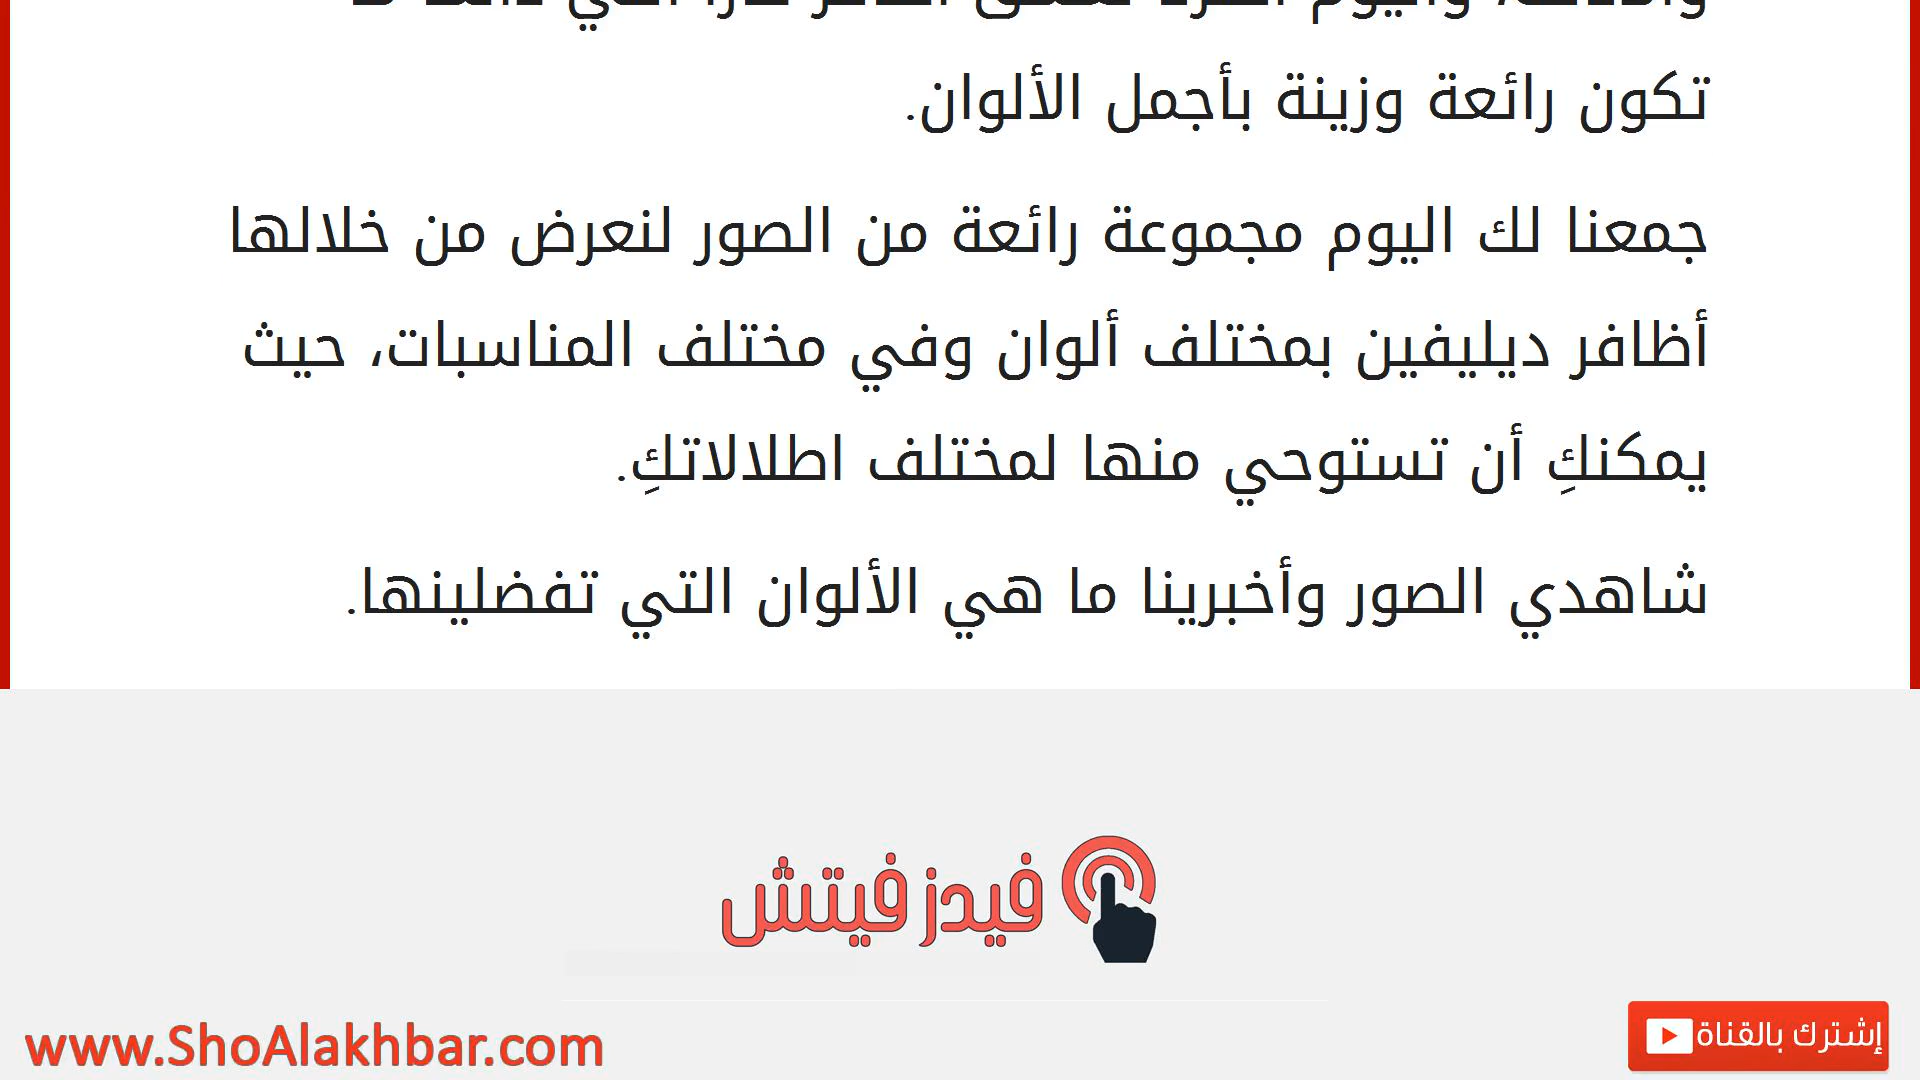 تكون رائعة وزينة بأجمل الألوان.
جمعنا لك اليوم مجموعة رائعة من الصور لنعرض من خلالها
أظافر ديليفين بمختلف ألوان وفي مختلف المناسبات، حيث
يمكنكِ أن تستوحي منها لمختلف اطلالاتكِ.
شاهدي الصور وأخبرينا ما هي الألوان التي تفضلينها.
فيدز فيتش
www.ShoAlakhbar.com
إشترك بالقناة